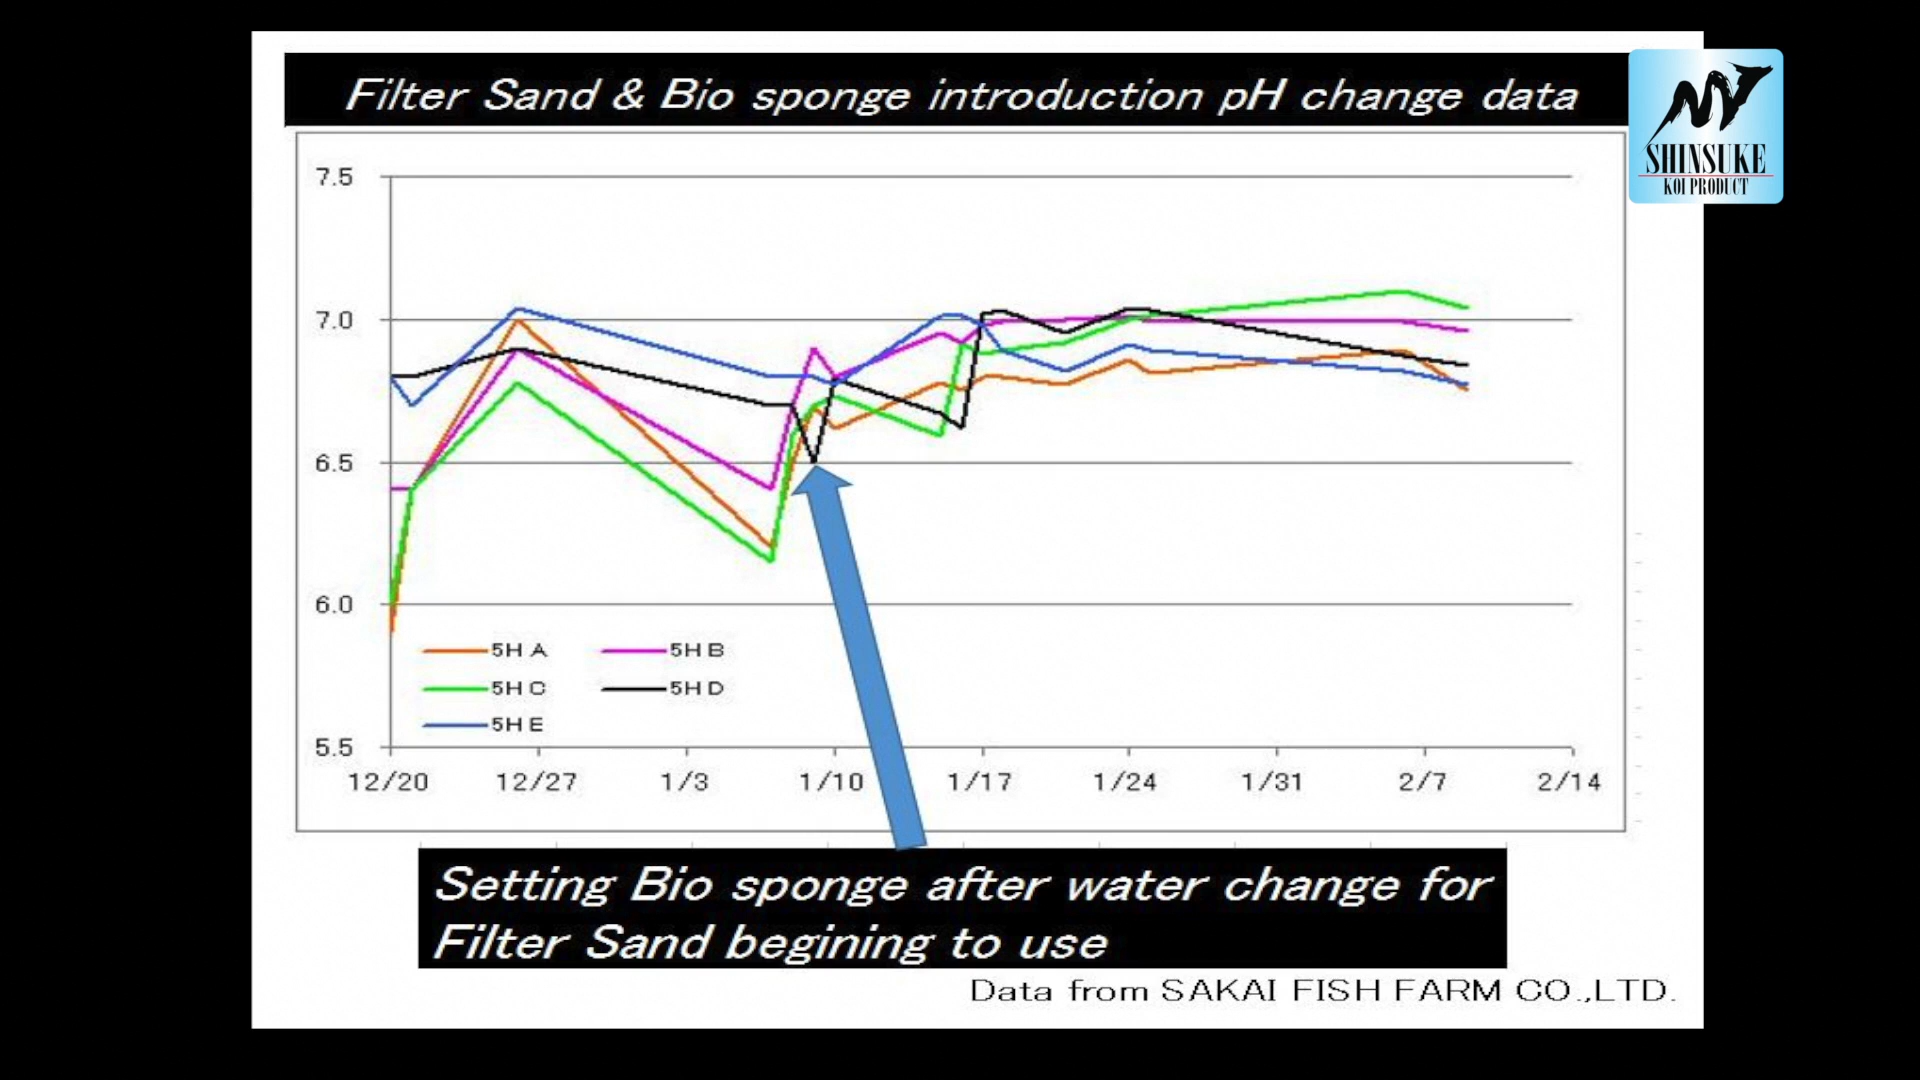 Filter Sand & Bio sponge introduction pH change data
SHINSUKE
KOI PRODUCT
7.5
7.0
6.5
6.0
5.5
5H A
5H B
5H C
5H D
5H E
12/20 12/27 1/3 1/10 1/17 1/24 1/31 2/7 2/14
Setting Bio sponge after water change for
Filter Sand begining to use
Data from SAKAI FISH FARM CO.,LTD.